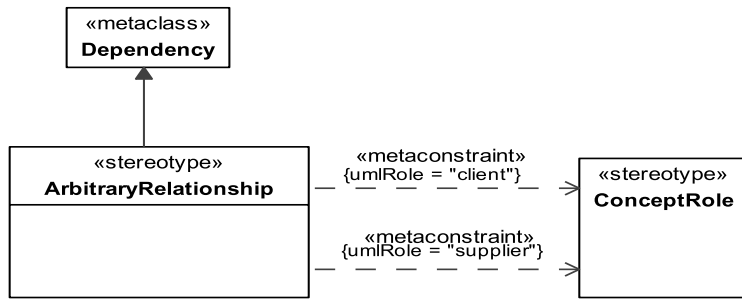 «metaclass»
Dependency
«stereotype»
ArbitraryRelationship
«metaconstraint»
{umlRole = "client"}
«stereotype»
ConceptRole
«metaconstraint»
{umlRole = "supplier"}